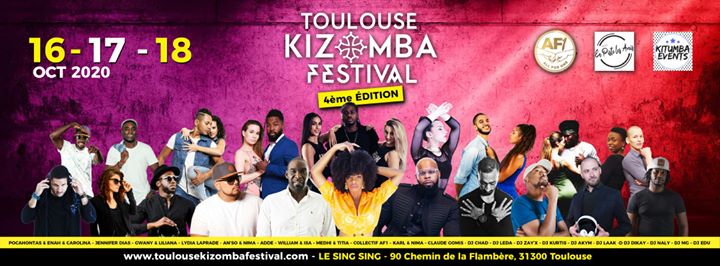 16 - 17 - 18
OCT 2020
TOULOUSE
KIZOMBA
FESTIVAL
4ème ÉDITION
AFI
KITUMBA
EVENTS
POCAHONTAS & ENAH & CAROLINA - JENNIFER DIAS - GWANY & LILIANA - LYDIA LAPRADE - AN'SO & NIMA - ADDE - WILLIAM & ISA - MEDHI & TITIA - COLLECTIF AF1 - KARL & NIMA - CLAUDE GOMIS - DJ CHAD - DJ LEDA - DJ ZAY'X - DJ KURTIS - DJ AKYM - DJ LAAK O DJ DIKAY - DJ NALY - DJ MG - DJ EDU
www.toulousekizombafestival.com - LE SING SING - 90 Chemin de la Flambère, 31300 Toulouse